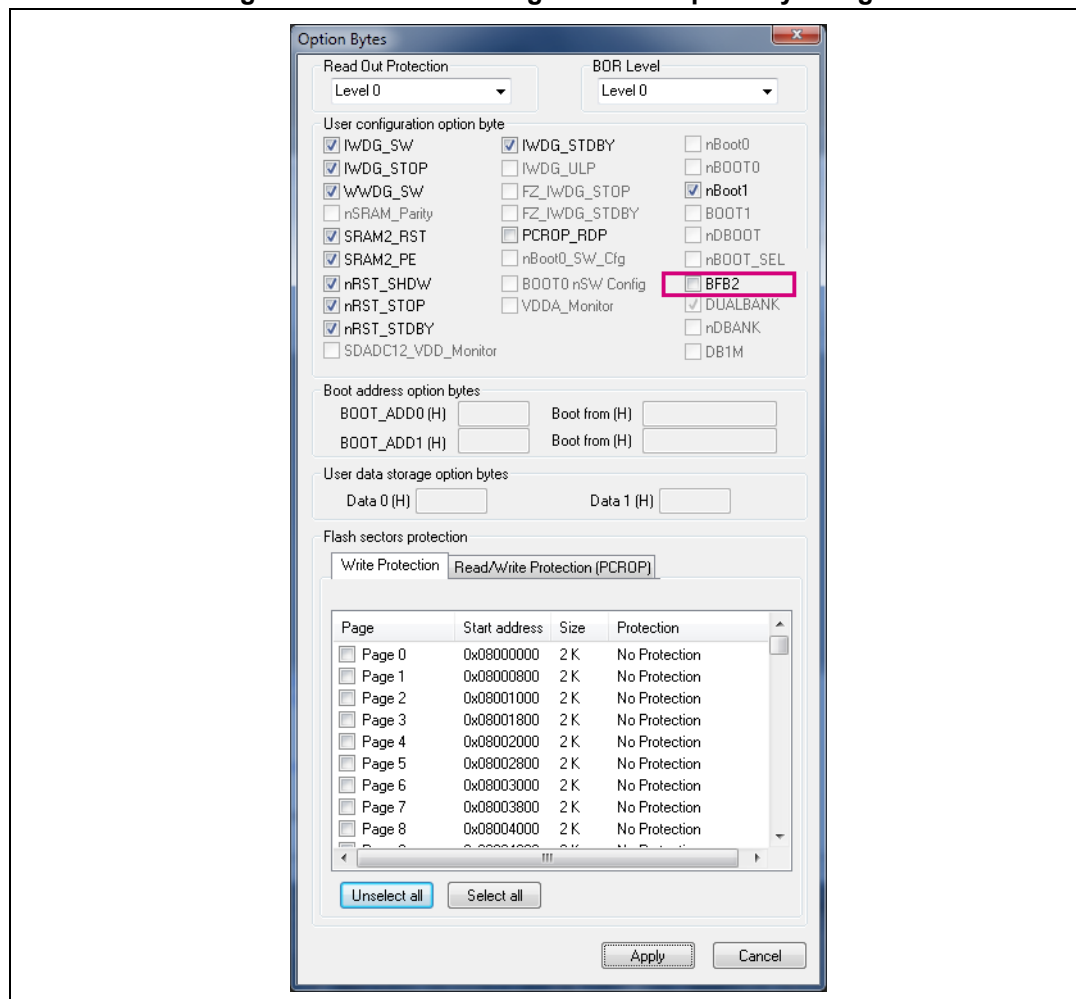 Option Bytes
Read Out Protection BOR Level
Level 0 Level 0
User configuration option byte
IWDG_SW IWDG_STDBY nBoot0
IWDG_STOP IWDG_ULP nBOOT0
WWDG_SW FZ_IWDG_STOP nBoot1
nSRAM_Parity FZ_IWDG_STDBY BOOT1
SRAM2_RST PCROP_RDP nDBOOT
SRAM2_PE nBoot0_SW_Cfg nBOOT_SEL
nRST_SHDW BOOT0 nSW Config BFB2
nRST_STOP VDDA_Monitor DUALBANK
nRST_STDBY nDBANK
SDADC12_VDD_Monitor DB1M
Boot address option bytes
BOOT_ADD0 (H) Boot from (H)
BOOT_ADD1 (H) Boot from (H)
User data storage option bytes
Data 0 (H) Data 1 (H)
Flash sectors protection
Write Protection Read/Write Protection (PCROP)
Page Start address Size Protection
Page 0 0x08000000 2 K No Protection
Page 1 0x08000800 2 K No Protection
Page 2 0x08001000 2 K No Protection
Page 3 0x08001800 2 K No Protection
Page 4 0x08002000 2 K No Protection
Page 5 0x08002800 2 K No Protection
Page 6 0x08003000 2 K No Protection
Page 7 0x08003800 2 K No Protection
Page 8 0x08004000 2 K No Protection
Unselect all Select all
Apply Cancel